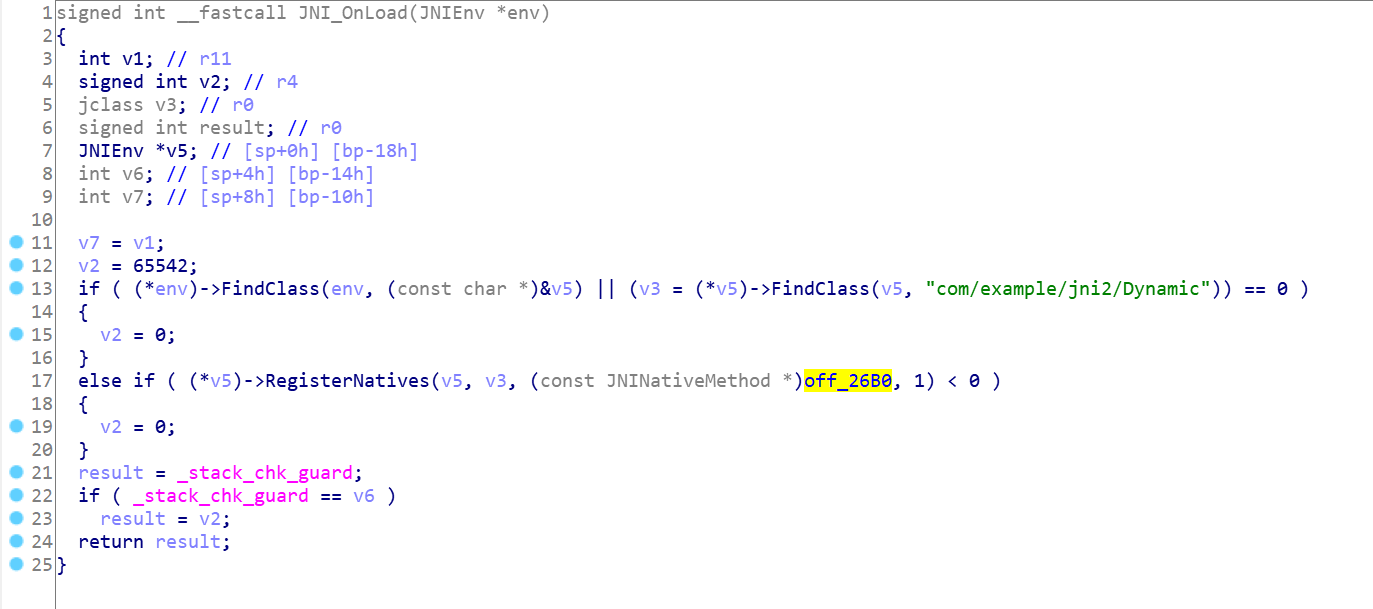 1 signed int __fastcall JNI_OnLoad(JNIEnv *env)
2 {
3   int v1; // r11
4   signed int v2; // r4
5   jclass v3; // r0
6   signed int result; // r0
7   JNIEnv *v5; // [sp+0h] [bp-18h]
8   int v6; // [sp+4h] [bp-14h]
9   int v7; // [sp+8h] [bp-10h]
10
11   v7 = v1;
12   v2 = 65542;
13   if ( (*env)->FindClass(env, (const char *)&v5) || (v3 = (*v5)->FindClass(v5, "com/example/jni2/Dynamic")) == 0 )
14   {
15     v2 = 0;
16   }
17   else if ( (*v5)->RegisterNatives(v5, v3, (const JNINativeMethod *)off_26B0, 1) < 0 )
18   {
19     v2 = 0;
20   }
21   result = _stack_chk_guard;
22   if ( _stack_chk_guard == v6 )
23     result = v2;
24   return result;
25 }